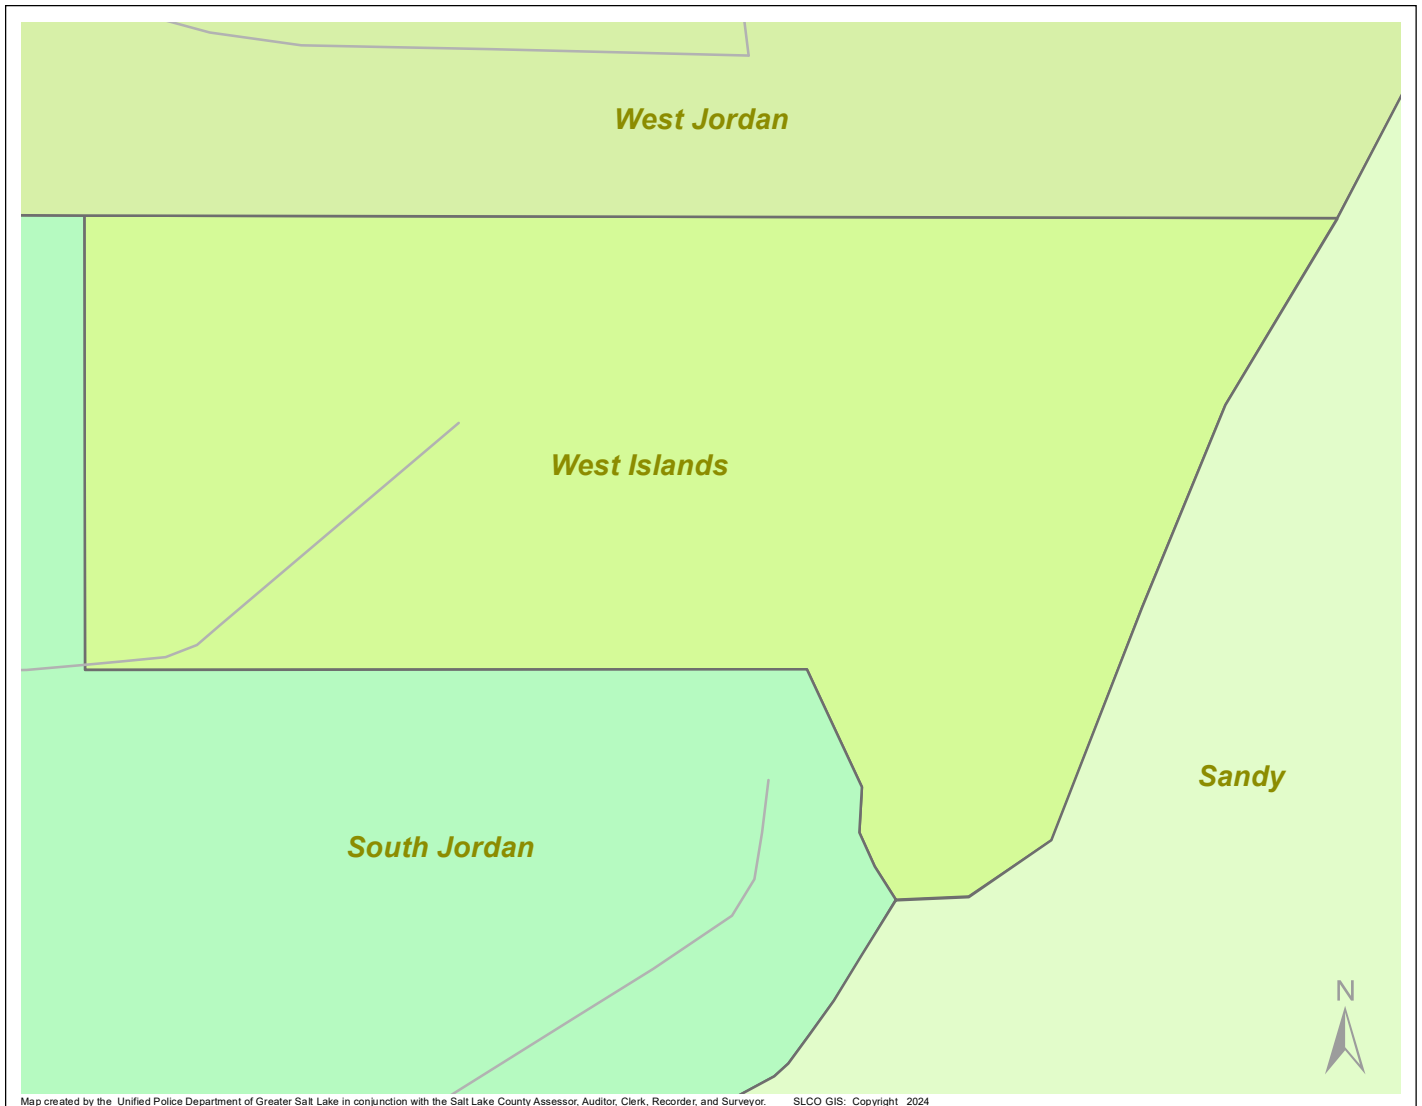 West Jordan
West Islands
Sandy
South Jordan
N
Map created by the Unified Police Department of Greater Salt Lake in conjunction with the Salt Lake County Assessor, Auditor, Clerk, Recorder, and Surveyor. SLCO GIS: Copyright 2024